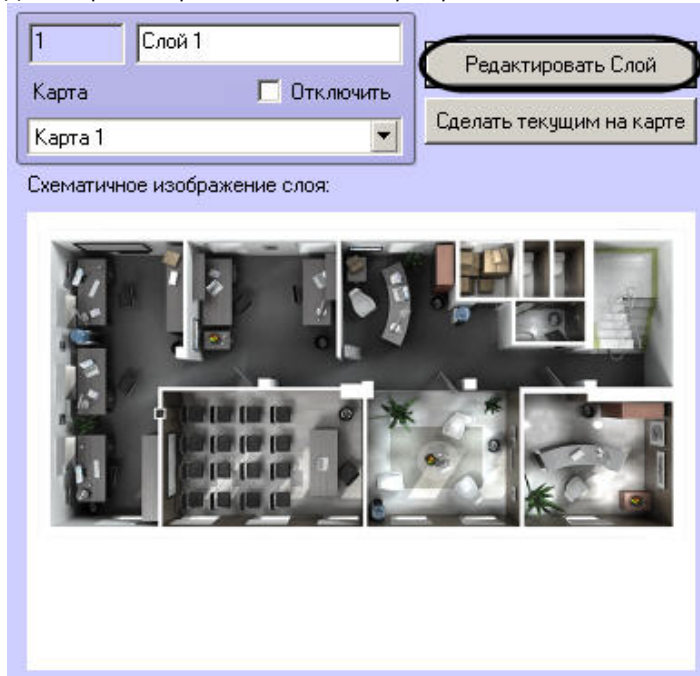 1
Слой 1
Редактировать Слой
Карта
Отключить
Сделать текущим на карте
Карта 1
Схематичное изображение слоя: